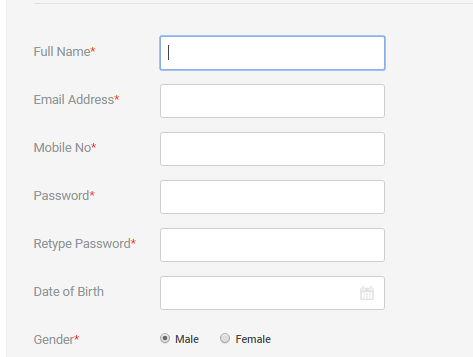 Full Name*
Email Address*
Mobile No*
Password*
Retype Password*
Date of Birth
Gender* Male Female